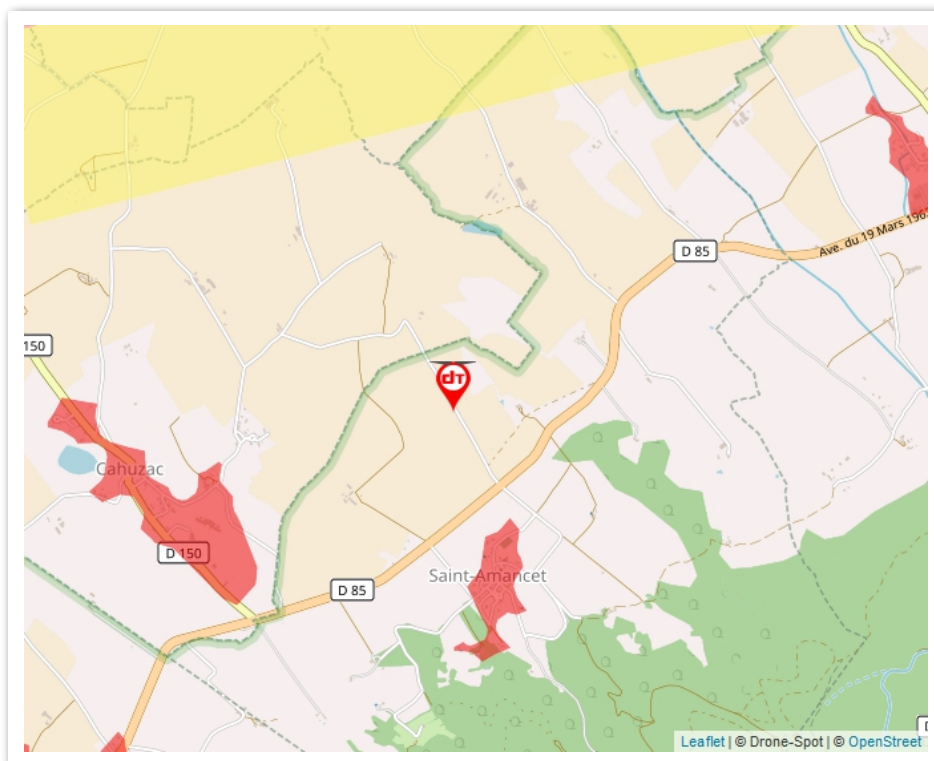 Ave. du 19 Mars 196
D 85
150
dT
Cahuzac
D 150
Saint-Amancet
D 85
D
Leaflet | © Drone-Spot | © OpenStreet